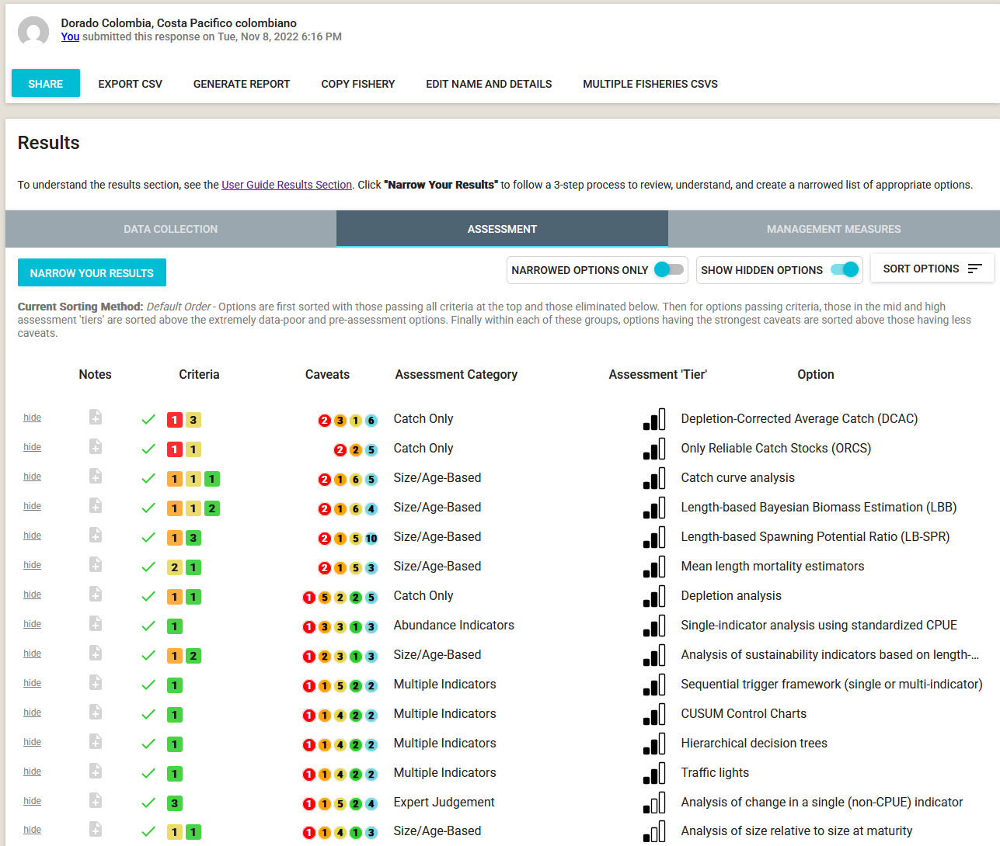 Dorado Colombia, Costa Pacifico colombiano
You submitted this response on Tue, Nov 8, 2022 6:16 PM
SHARE EXPORT CSV GENERATE REPORT COPY FISHERY EDIT NAME AND DETAILS MULTIPLE FISHERIES CSVS
Results
To understand the results section, see the User Guide Results Section. Click "Narrow Your Results" to follow a 3-step process to review, understand, and create a narrowed list of appropriate options.
DATA COLLECTION ASSESSMENT MANAGEMENT MEASURES
NARROW YOUR RESULTS NARROWED OPTIONS ONLY SHOW HIDDEN OPTIONS SORT OPTIONS
Current Sorting Method: Default Order - Options are first sorted with those passing all criteria at the top and those eliminated below. Then for options passing criteria, those in the mid and high
assessment 'tiers' are sorted above the extremely data-poor and pre-assessment options. Finally within each of these groups, options having the strongest caveats are sorted above those having less
caveats.
Notes Criteria Caveats Assessment Category Assessment 'Tier' Option
hide 1 3 2 3 1 6 Catch Only Depletion-Corrected Average Catch (DCAC)
hide 1 1 2 2 5 Catch Only Only Reliable Catch Stocks (ORCS)
hide 1 1 1 2 1 6 5 Size/Age-Based Catch curve analysis
hide 1 1 2 2 1 6 4 Size/Age-Based Length-based Bayesian Biomass Estimation (LBB)
hide 1 3 2 1 5 10 Size/Age-Based Length-based Spawning Potential Ratio (LB-SPR)
hide 2 1 2 1 5 3 Size/Age-Based Mean length mortality estimators
hide 1 1 1 5 2 2 5 Catch Only Depletion analysis
hide 1 1 3 3 1 3 Abundance Indicators Single-indicator analysis using standardized CPUE
hide 1 2 1 2 3 1 3 Size/Age-Based Analysis of sustainability indicators based on length-...
hide 1 1 1 5 2 2 Multiple Indicators Sequential trigger framework (single or multi-indicator)
hide 1 1 1 4 2 2 Multiple Indicators CUSUM Control Charts
hide 1 1 1 4 2 2 Multiple Indicators Hierarchical decision trees
hide 1 1 1 4 2 2 Multiple Indicators Traffic lights
hide 3 1 1 5 2 4 Expert Judgement Analysis of change in a single (non-CPUE) indicator
hide 1 1 1 1 4 1 3 Size/Age-Based Analysis of size relative to size at maturity